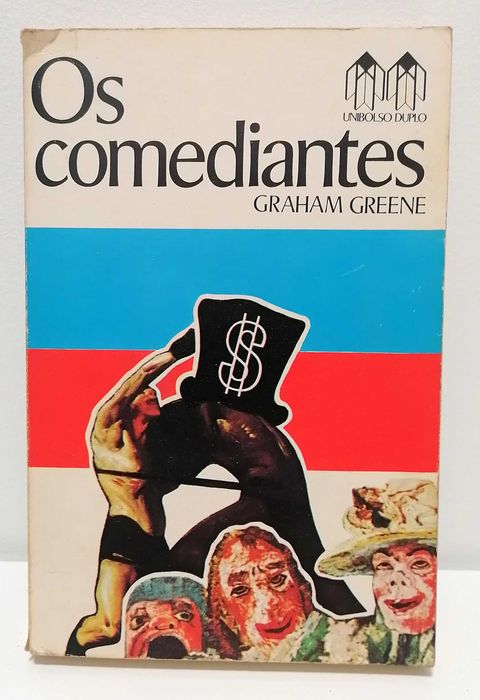 Os
comediantes
UNIBOLSO DUPLO
GRAHAM GREENE
$